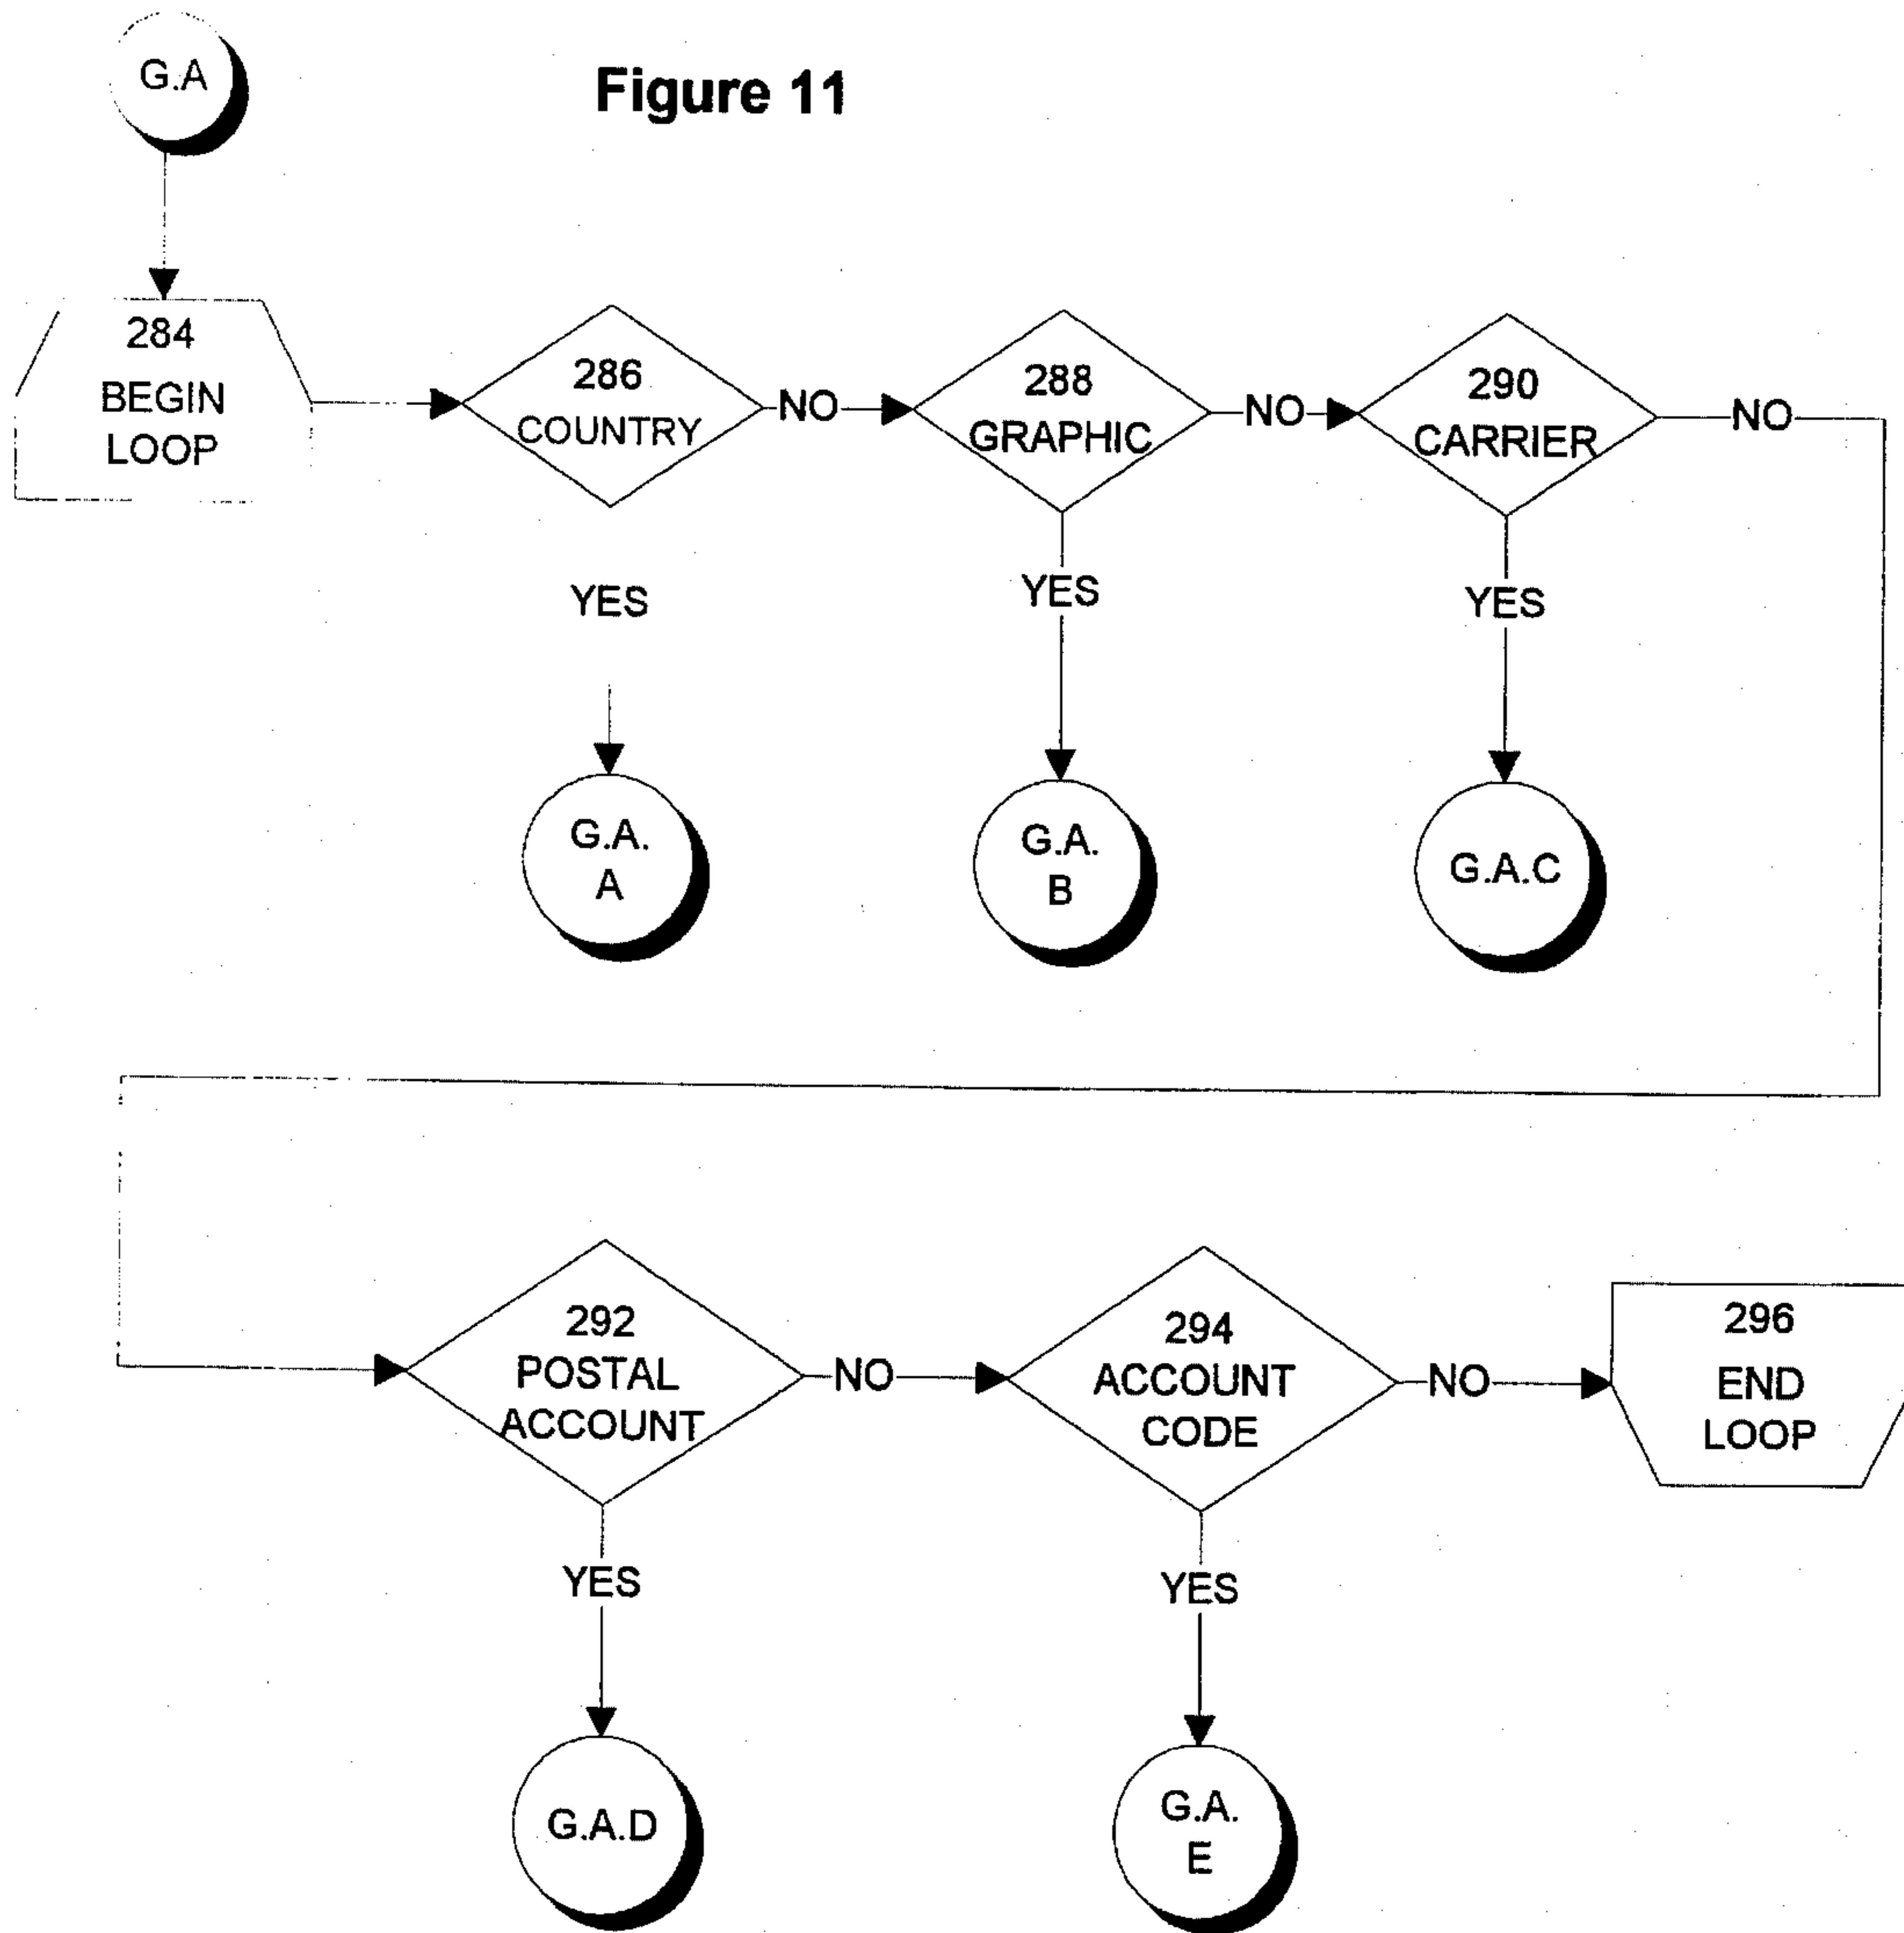 G.A
Figure 11
284
BEGIN
LOOP
286
COUNTRY
NO
288
GRAPHIC
NO
290
CARRIER
NO
YES
YES
YES
G.A.
A
G.A.
B
G.A.C
292
POSTAL
ACCOUNT
NO
294
ACCOUNT
CODE
NO
296
END
LOOP
YES
YES
G.A.D
G.A.
E